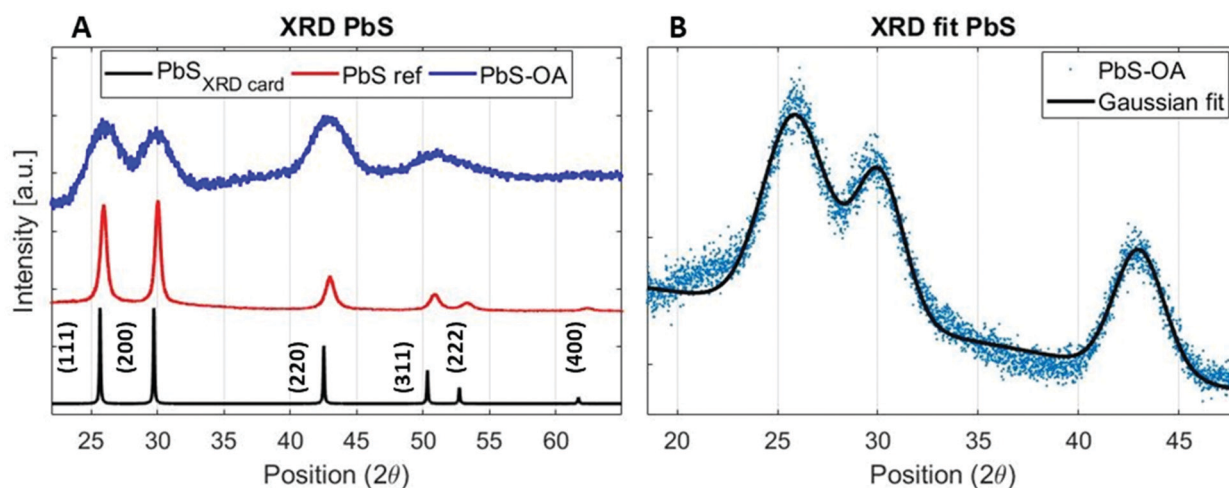 A
XRD PbS
PbS XRD card
PbS ref
PbS-OA
(111)
(200)
(220)
(311)
(222)
(400)
Intensity [a.u.]
25 30 35 40 45 50 55 60
Position (2θ)
B
XRD fit PbS
PbS-OA
Gaussian fit
20 25 30 35 40 45
Position (2θ)